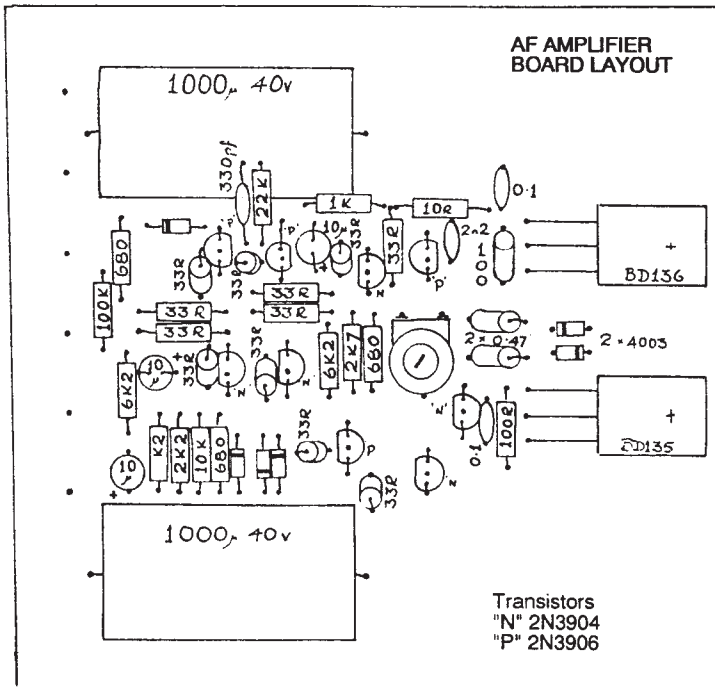 AF AMPLIFIER
BOARD LAYOUT
1000µ 40v
330pf
22K
1K
10R
0.1
'P'
'P'
10µ
33R
33R
2n2
100
680
33R
33R
+
N
'P'
BD136
100K
33R
33R
33R
33R
6K2
2K7
680
2 x 0.47
2 x 4003
6K2
10µ
+
33R
N
33R
N
'N'
0.1
100R
BD135
10µ
+
K2
2K2
10K
680
33R
P
33R
N
1000µ 40v
Transistors
"N" 2N3904
"P" 2N3906